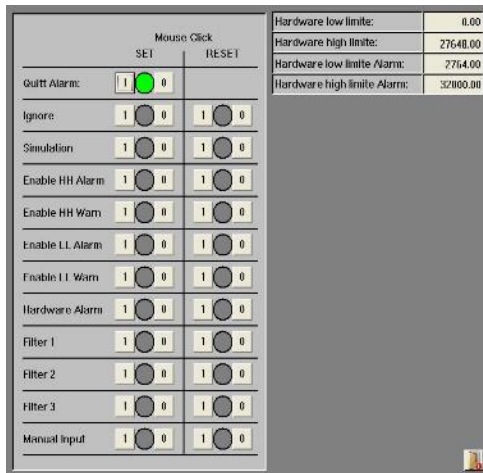 Mouse Click
SET RESET
Quitt Alarm: 1 0
Ignore 1 0 1 0
Simulation 1 0 1 0
Enable HH Alarm 1 0 1 0
Enable HH Warn 1 0 1 0
Enable LL Alarm 1 0 1 0
Enable LL Warn 1 0 1 0
Hardware Alarm 1 0 1 0
Filter 1 1 0 1 0
Filter 2 1 0 1 0
Filter 3 1 0 1 0
Manual Input 1 0 1 0
Hardware low limite: 0.00
Hardware high limite: 27648.00
Hardware low limite Alarm: 2764.00
Hardware high limite Alarm: 32000.00